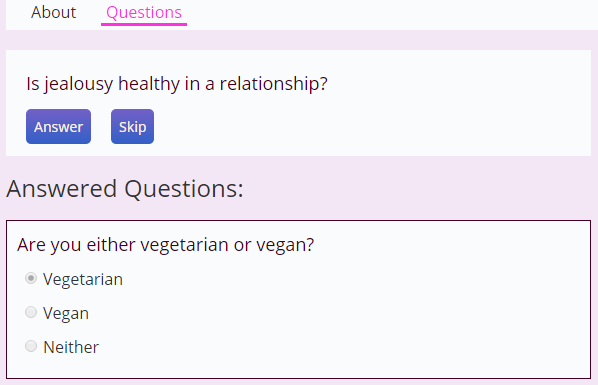 About Questions
Is jealousy healthy in a relationship?
Answer Skip
Answered Questions:
Are you either vegetarian or vegan?
Vegetarian
Vegan
Neither